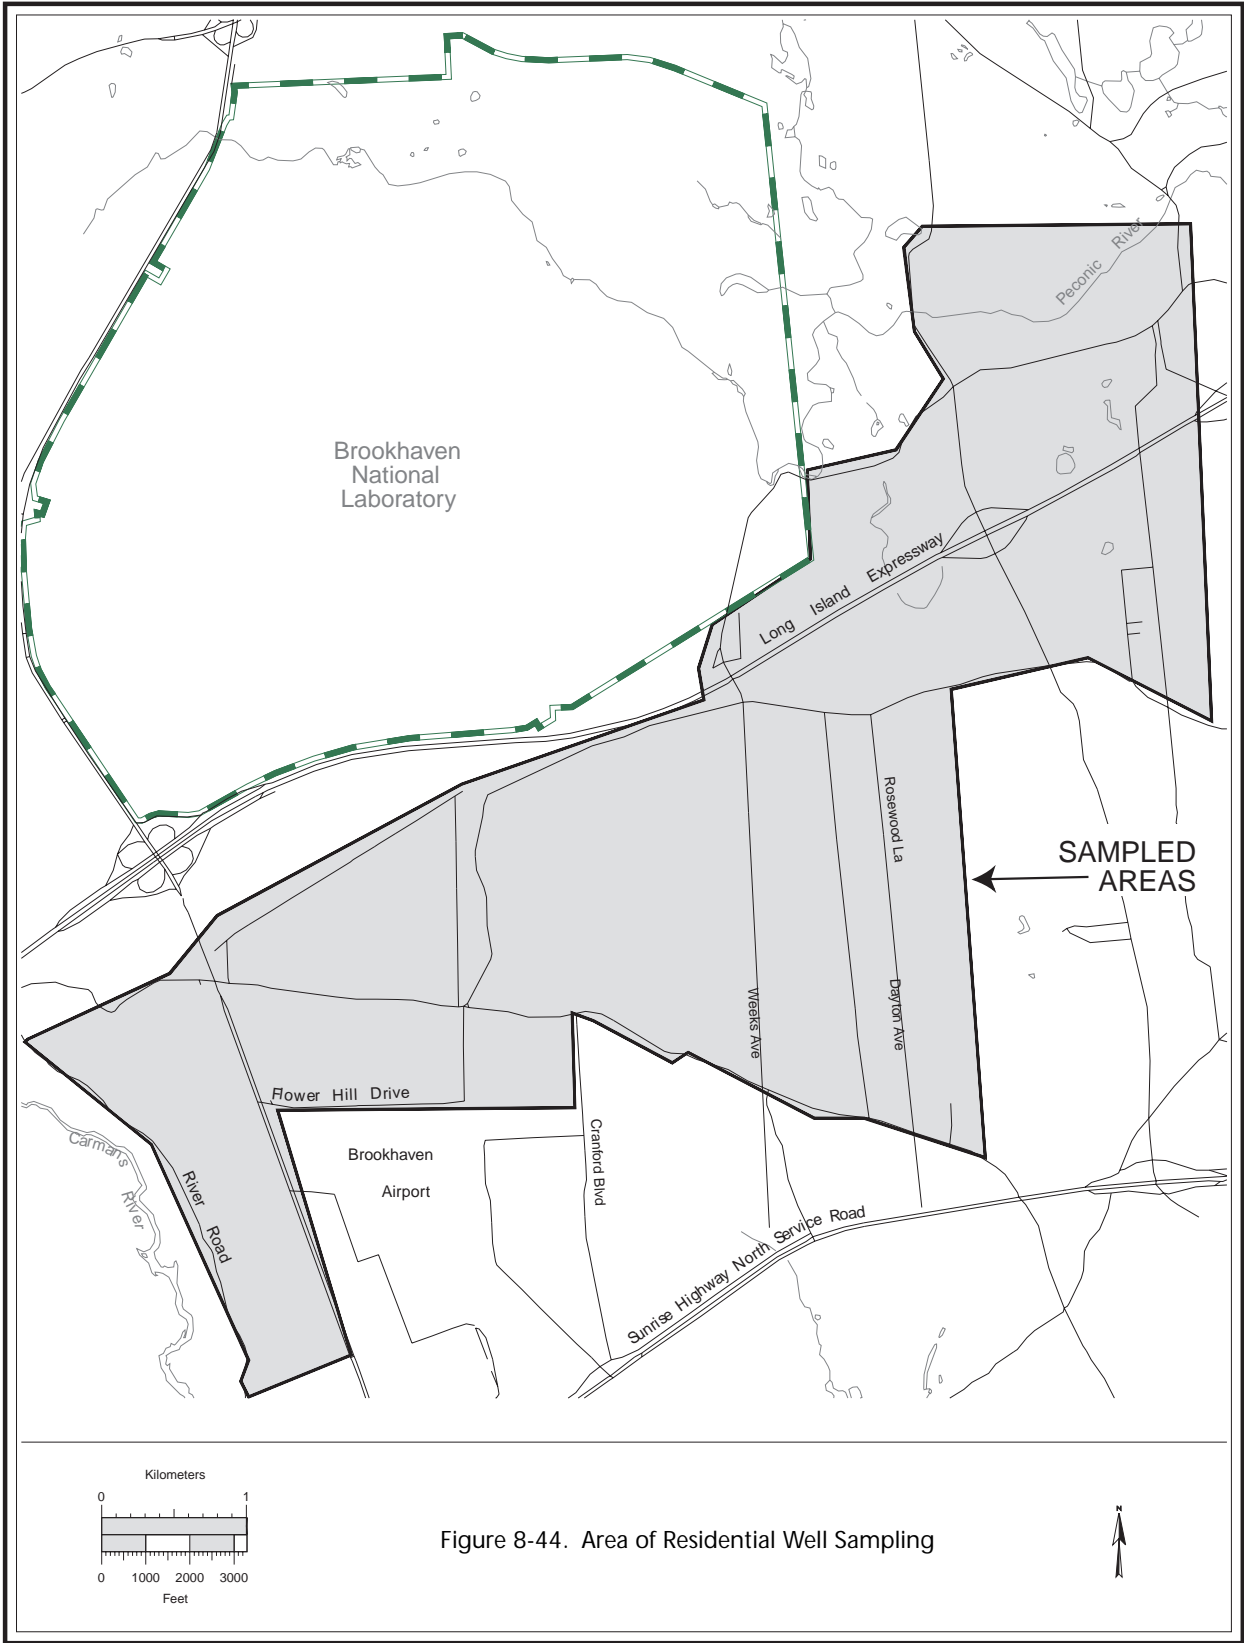 Peconic River
Brookhaven
National
Laboratory
Long Island Expressway
Rosewood La
SAMPLED
AREAS
Weeks Ave
Dayton Ave
Flower Hill Drive
Carmans River
River Road
Brookhaven
Airport
Cranford Blvd
Sunrise Highway North Service Road
Kilometers
0 1
0 1000 2000 3000
Feet
Figure 8-44. Area of Residential Well Sampling
N